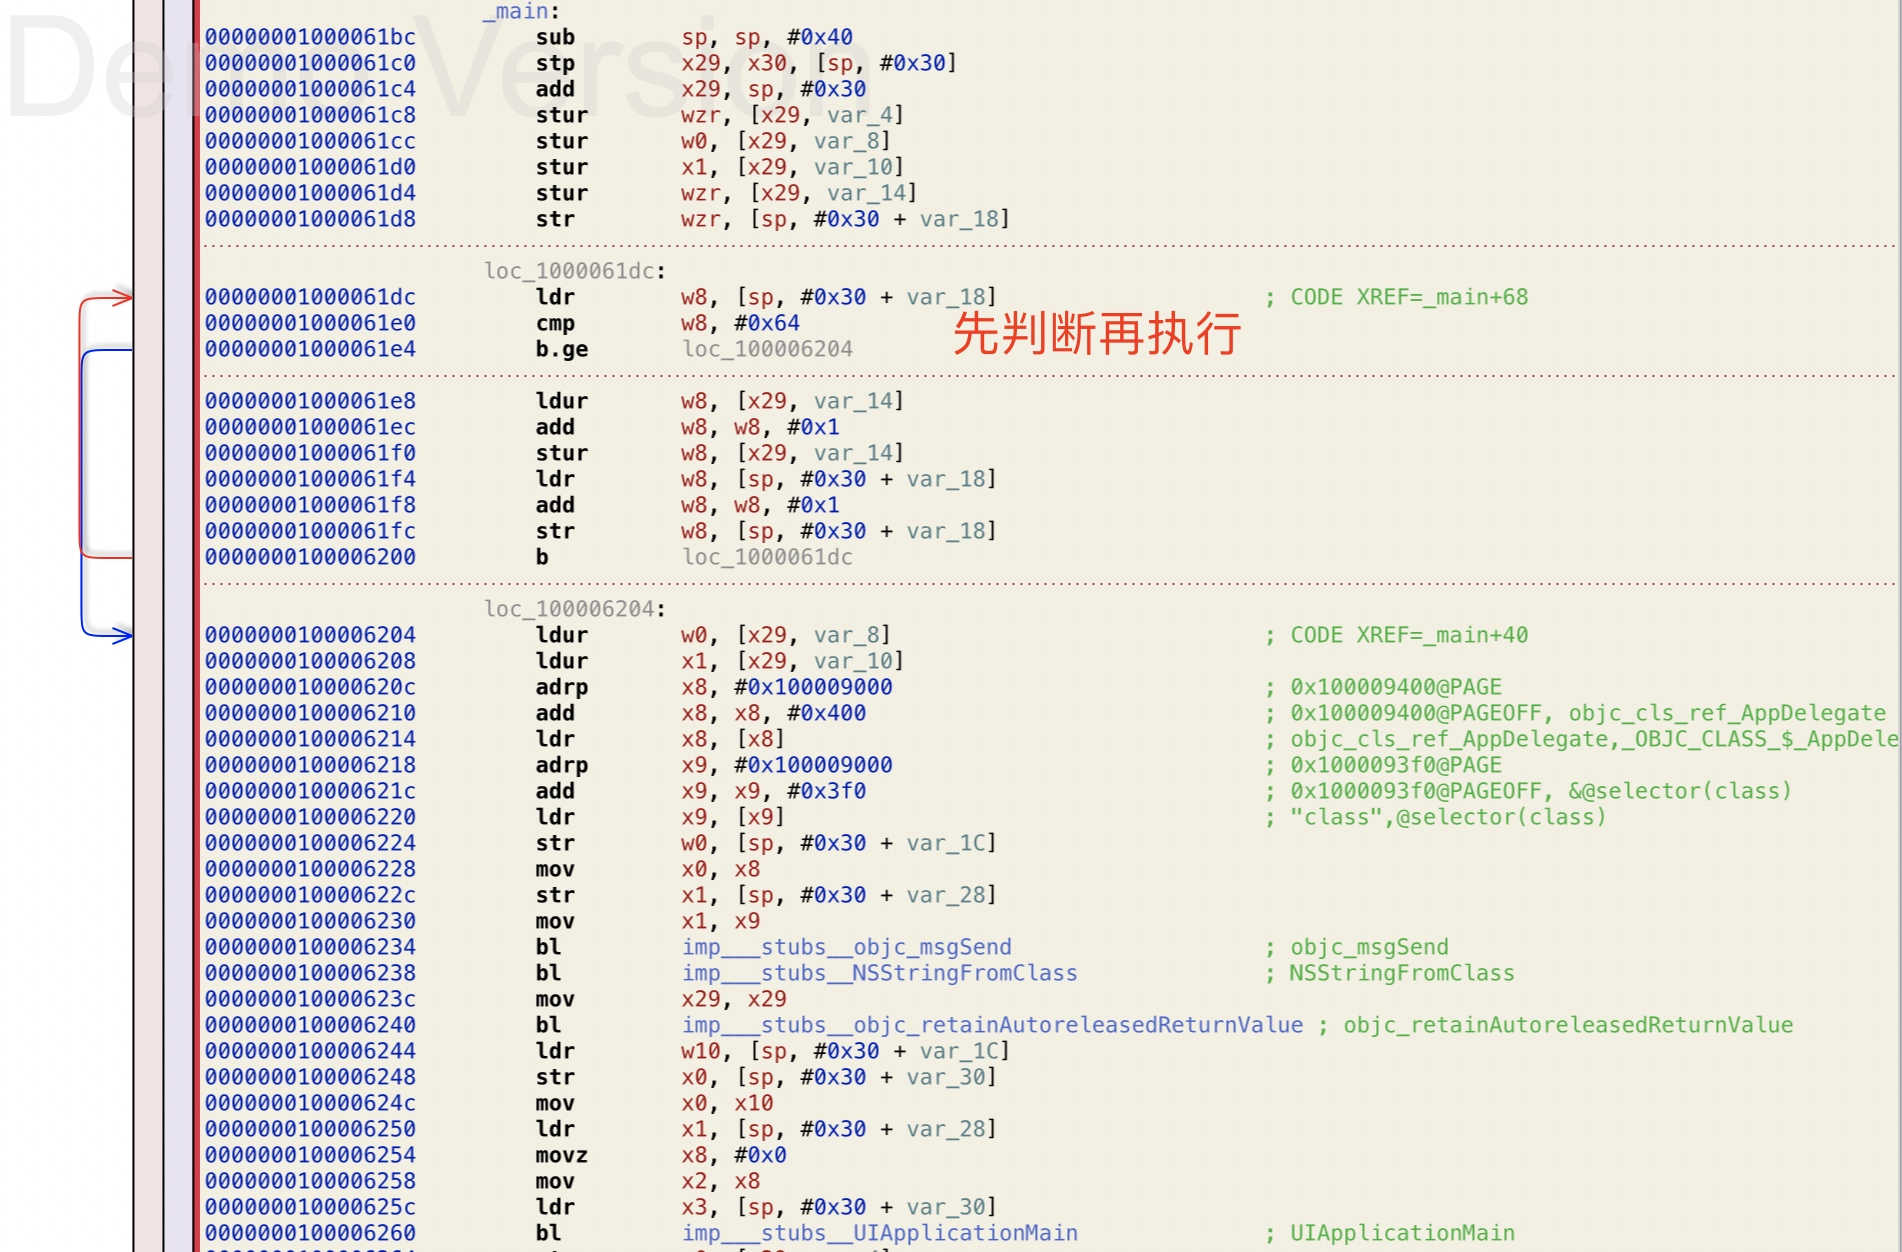 Demo Version
_main:
00000001000061bc sub sp, sp, #0x40
00000001000061c0 stp x29, x30, [sp, #0x30]
00000001000061c4 add x29, sp, #0x30
00000001000061c8 stur wzr, [x29, var_4]
00000001000061cc stur w0, [x29, var_8]
00000001000061d0 stur x1, [x29, var_10]
00000001000061d4 stur wzr, [x29, var_14]
00000001000061d8 str wzr, [sp, #0x30 + var_18]
loc_1000061dc:
00000001000061dc ldr w8, [sp, #0x30 + var_18] ; CODE XREF=_main+68
00000001000061e0 cmp w8, #0x64
先判断再执行
00000001000061e4 b.ge loc_100006204
00000001000061e8 ldur w8, [x29, var_14]
00000001000061ec add w8, w8, #0x1
00000001000061f0 stur w8, [x29, var_14]
00000001000061f4 ldr w8, [sp, #0x30 + var_18]
00000001000061f8 add w8, w8, #0x1
00000001000061fc str w8, [sp, #0x30 + var_18]
0000000100006200 b loc_1000061dc
loc_100006204:
0000000100006204 ldur w0, [x29, var_8] ; CODE XREF=_main+40
0000000100006208 ldur x1, [x29, var_10]
000000010000620c adrp x8, #0x100009000 ; 0x100009400@PAGE
0000000100006210 add x8, x8, #0x400 ; 0x100009400@PAGEOFF, objc_cls_ref_AppDelegate
0000000100006214 ldr x8, [x8] ; objc_cls_ref_AppDelegate,_OBJC_CLASS_$_AppDele
0000000100006218 adrp x9, #0x100009000 ; 0x1000093f0@PAGE
000000010000621c add x9, x9, #0x3f0 ; 0x1000093f0@PAGEOFF, &@selector(class)
0000000100006220 ldr x9, [x9] ; "class",@selector(class)
0000000100006224 str w0, [sp, #0x30 + var_1C]
0000000100006228 mov x0, x8
000000010000622c str x1, [sp, #0x30 + var_28]
0000000100006230 mov x1, x9
0000000100006234 bl imp___stubs__objc_msgSend ; objc_msgSend
0000000100006238 bl imp___stubs__NSStringFromClass ; NSStringFromClass
000000010000623c mov x29, x29
0000000100006240 bl imp___stubs__objc_retainAutoreleasedReturnValue ; objc_retainAutoreleasedReturnValue
0000000100006244 ldr w10, [sp, #0x30 + var_1C]
0000000100006248 str x0, [sp, #0x30 + var_30]
000000010000624c mov x0, x10
0000000100006250 ldr x1, [sp, #0x30 + var_28]
0000000100006254 movz x8, #0x0
0000000100006258 mov x2, x8
000000010000625c ldr x3, [sp, #0x30 + var_30]
0000000100006260 bl imp___stubs__UIApplicationMain ; UIApplicationMain